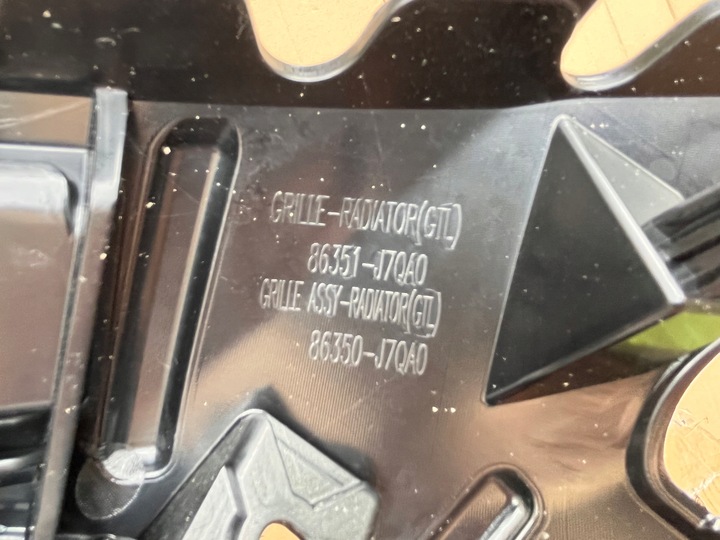 GRILLE-RADIATOR(GTL)
86351-J7QA0
GRILLE ASSY-RADIATOR(GTL)
86350-J7QA0